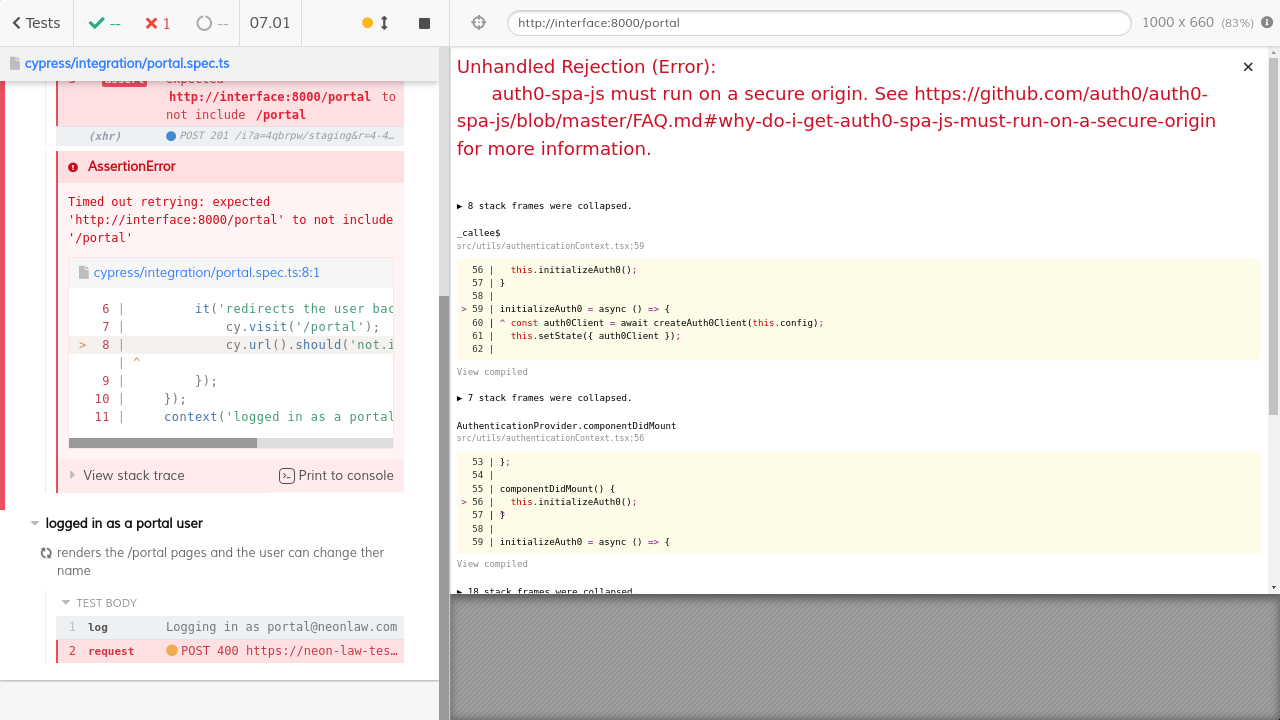 Tests
--
1
--
07.01
http://interface:8000/portal
1000 x 660 (83%)
cypress/integration/portal.spec.ts
expected
http://interface:8000/portal to
not include /portal
(xhr) POST 201 /i?a=4qbrpw/staging&r=4-4…
AssertionError
Timed out retrying: expected
'http://interface:8000/portal' to not include
'/portal'
cypress/integration/portal.spec.ts:8:1
6 | it('redirects the user bac
7 | cy.visit('/portal');
> 8 | cy.url().should('not.i
| ^
9 | });
10 | });
11 | context('logged in as a portal
View stack trace
Print to console
logged in as a portal user
renders the /portal pages and the user can change ther
name
TEST BODY
1 log Logging in as portal@neonlaw.com
2 request POST 400 https://neon-law-tes…
Unhandled Rejection (Error):
auth0-spa-js must run on a secure origin. See https://github.com/auth0/auth0-
spa-js/blob/master/FAQ.md#why-do-i-get-auth0-spa-js-must-run-on-a-secure-origin
for more information.
▶ 8 stack frames were collapsed.
_callee$
src/utils/authenticationContext.tsx:59
56 | this.initializeAuth0();
57 | }
58 |
> 59 | initializeAuth0 = async () => {
60 | ^ const auth0Client = await createAuth0Client(this.config);
61 | this.setState({ auth0Client });
62 |
View compiled
▶ 7 stack frames were collapsed.
AuthenticationProvider.componentDidMount
src/utils/authenticationContext.tsx:56
53 | };
54 |
55 | componentDidMount() {
> 56 | this.initializeAuth0();
57 | }
58 |
59 | initializeAuth0 = async () => {
View compiled
▶ 18 stack frames were collapsed.